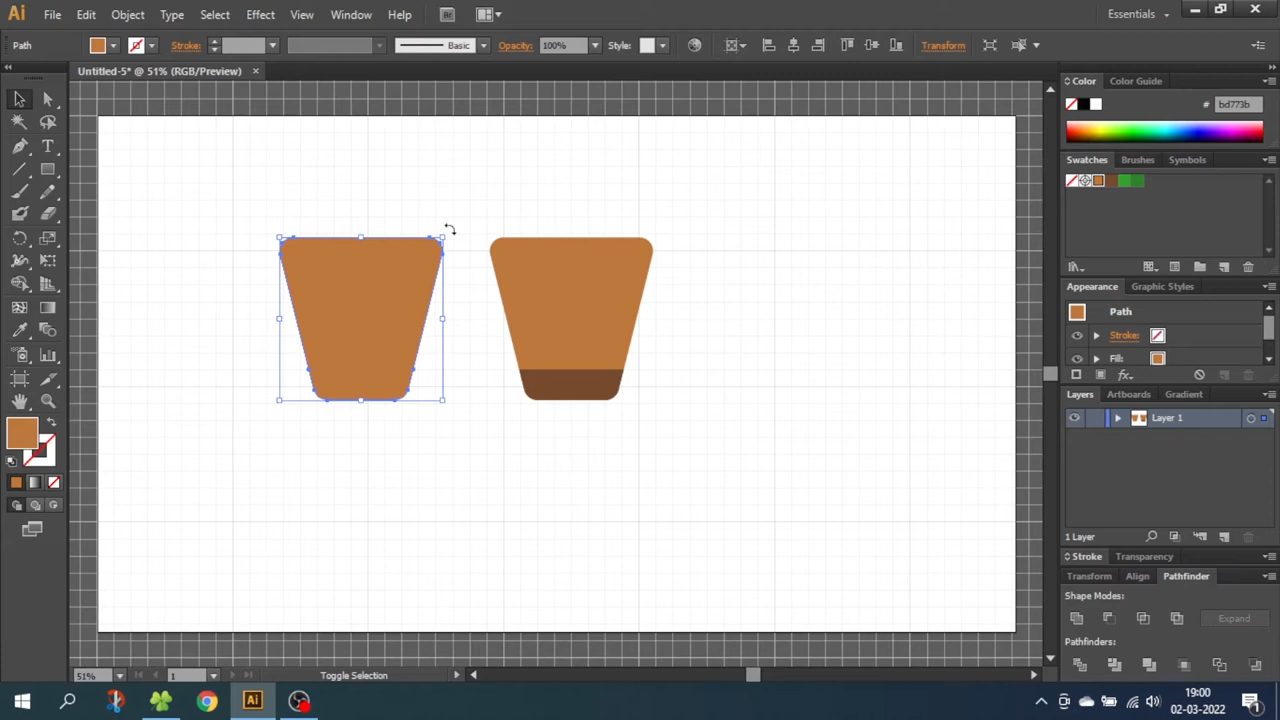 Ai File Edit Object Type Select Effect View Window Help Br Essentials
Path Stroke: Basic Opacity: 100% Style: Transform
Untitled-5* @ 51% (RGB/Preview)
Color Color Guide
# bd773b
Swatches Brushes Symbols
Appearance Graphic Styles
Path
Stroke:
Fill:
fx
Layers Artboards Gradient
Layer 1
1 Layer
Stroke Transparency
Transform Align Pathfinder
Shape Modes:
Expand
Pathfinders:
51% 1 Toggle Selection
Ai 19:00
02-03-2022
1